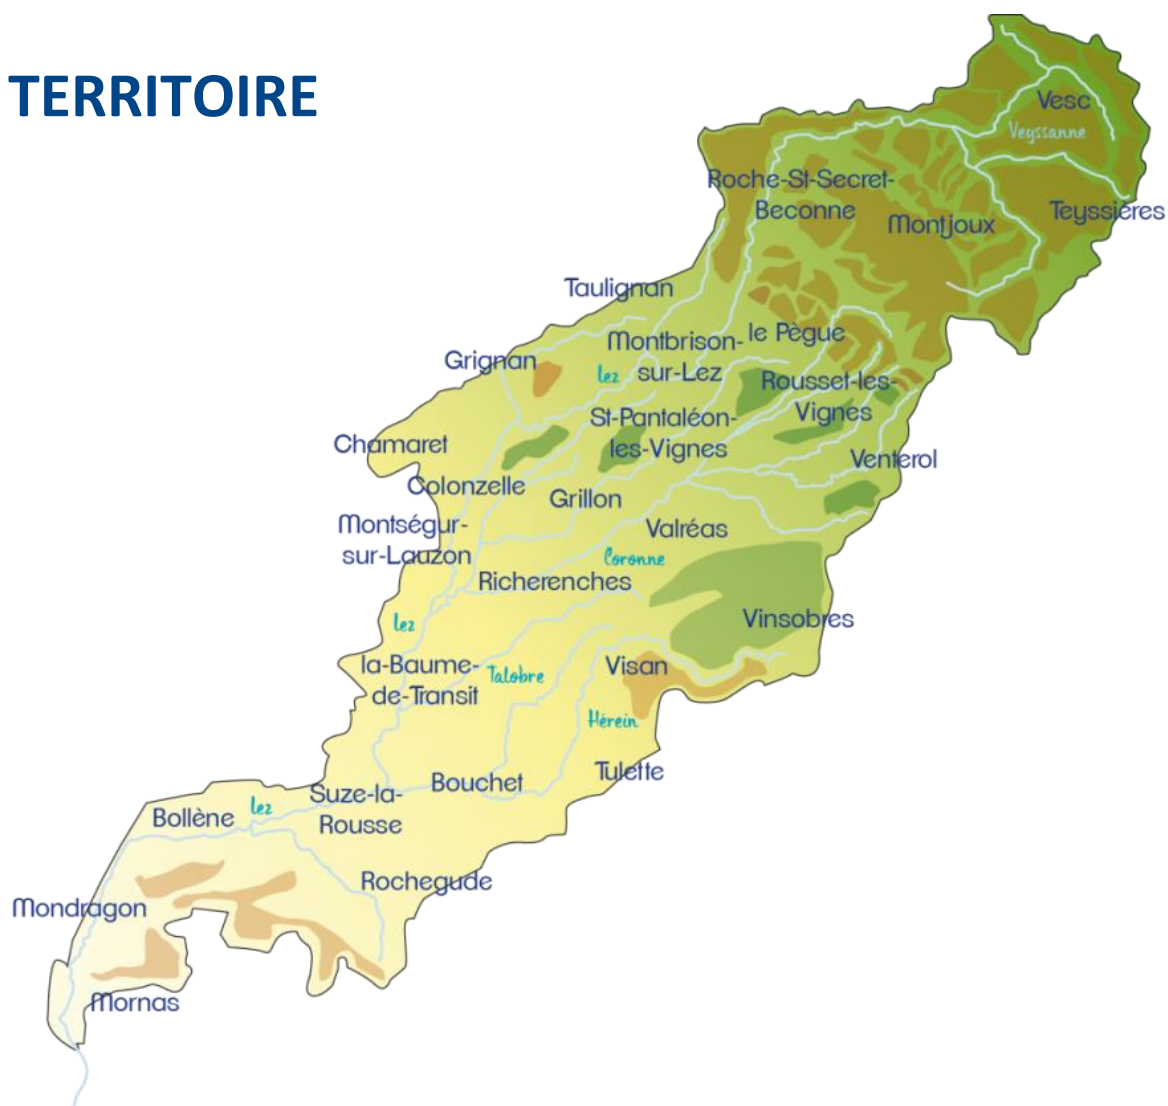 TERRITOIRE
Vesc
Veyssanne
Roche-St-Secret-
Beconne
Teyssiéres
Montjoux
Taulignan
Montbrison-
sur-Lez
le Pègue
Grignan
Lez
Rousset-les-
Vignes
St-Pantaléon-
les-Vignes
Chamaret
Venterol
Colonzelle
Grillon
Montségur-
sur-Lauzon
Valréas
Coronne
Richerenches
Lez
Vinsobres
la-Baume-
de-Transit
Talobre
Visan
Hérein
Tulette
Bouchet
Suze-la-
Rousse
Lez
Bollène
Rochegude
Mondragon
Mornas